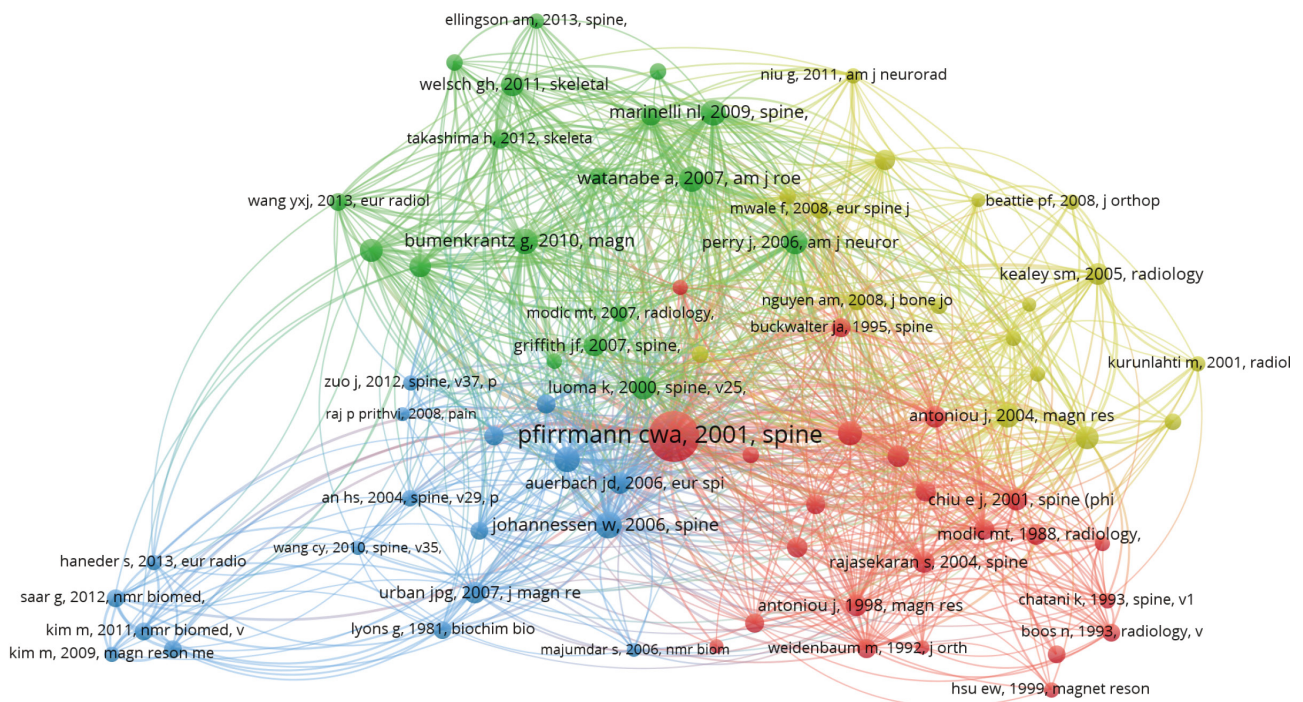 ellingson am, 2013, spine,
niu g, 2011, am j neurorad
welsch gh, 2011, skeletal
marinelli nl, 2009, spine,
takashima h, 2012, skeleta
watanabe a, 2007, am j roe
wang yxj, 2013, eur radiol
mwale f, 2008, eur spine j
beattie pf, 2008, j orthop
bumenkrantz g, 2010, magn
perry j, 2006, am j neuror
kealey sm, 2005, radiology
nguyen am, 2008, j bone jo
modic mt, 2007, radiology,
buckwalter ja, 1995, spine
griffith jf, 2007, spine,
kurunlahti m, 2001, radiol
zuo j, 2012, spine, v37, p
luoma k, 2000, spine, v25,
raj p prithvi, 2008, pain
antoniou j, 2004, magn res
pfirrmann cwa, 2001, spine
auerbach jd, 2006, eur spi
an hs, 2004, spine, v29, p
chiu e j, 2001, spine (phi
johannessen w, 2006, spine
modic mt, 1988, radiology,
wang cy, 2010, spine, v35,
haneder s, 2013, eur radio
rajasekaran s, 2004, spine
urban jpg, 2007, j magn re
saar g, 2012, nmr biomed,
antoniou j, 1998, magn res
chatani k, 1993, spine, v1
kim m, 2011, nmr biomed, v
lyons g, 1981, biochim bio
boos n, 1993, radiology, v
kim m, 2009, magn reson me
majumdar s, 2006, nmr biom
weidenbaum m, 1992, j orth
hsu ew, 1999, magnet reson